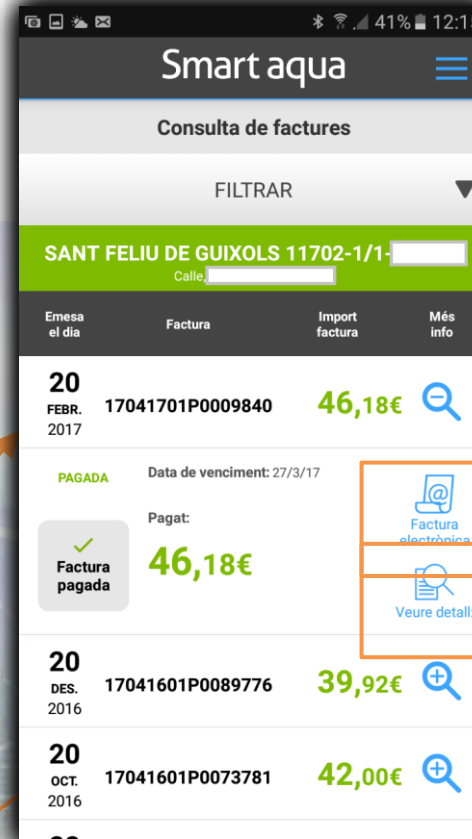 41% 12:15
Smart aqua
Consulta de factures
FILTRAR
SANT FELIU DE GUIXOLS 11702-1/1-
Calle,
Emesa el dia
Factura
Import factura
Més info
20
FEBR.
2017
17041701P0009840
46,18€
PAGADA
Data de venciment: 27/3/17
Pagat:
46,18€
Factura
pagada
Factura
electrònica
Veure detall
20
DES.
2016
17041601P0089776
39,92€
20
OCT.
2016
17041601P0073781
42,00€